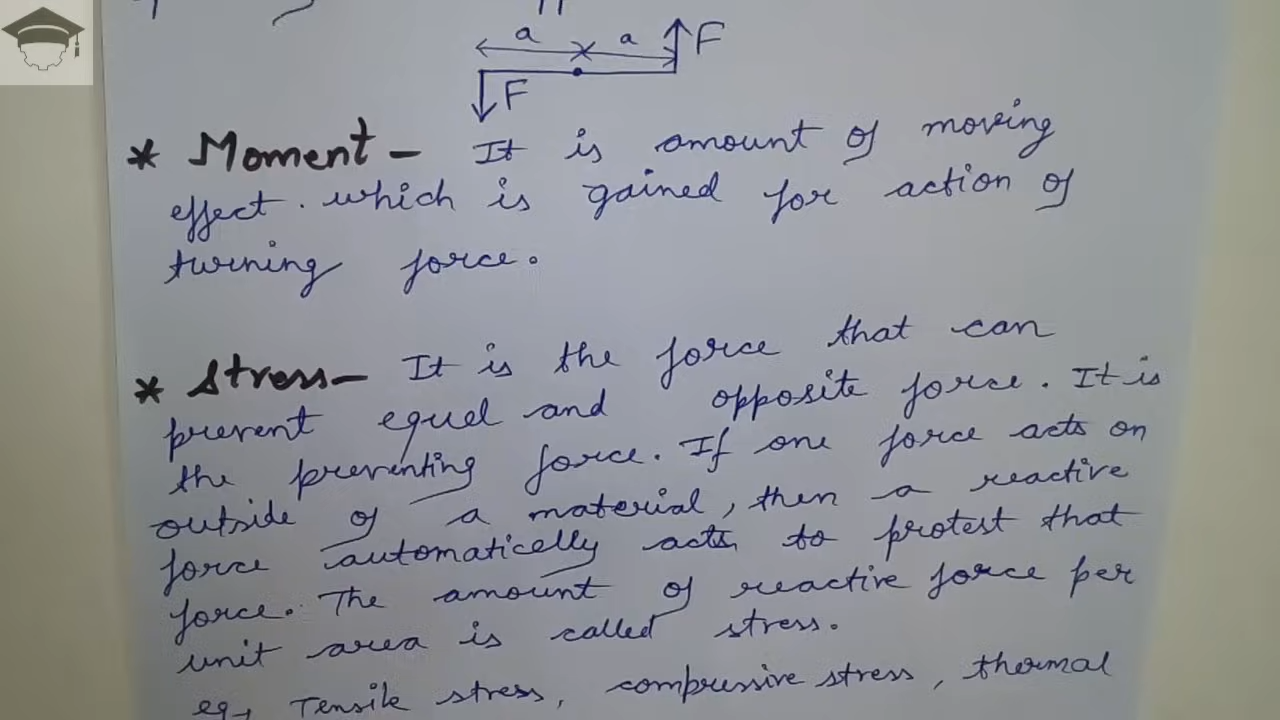 a a F
F
* Moment - It is amount of moving
effect. which is gained for action of
turning force.
* Stress - It is the force that can
prevent equel and opposite force. It is
the preventing force. If one force acts on
outside of a material, then a reactive
force automatically acts to protest that
force. The amount of reactive force per
unit area is called stress.
eg, Tensile stress, compressive stress, thermal